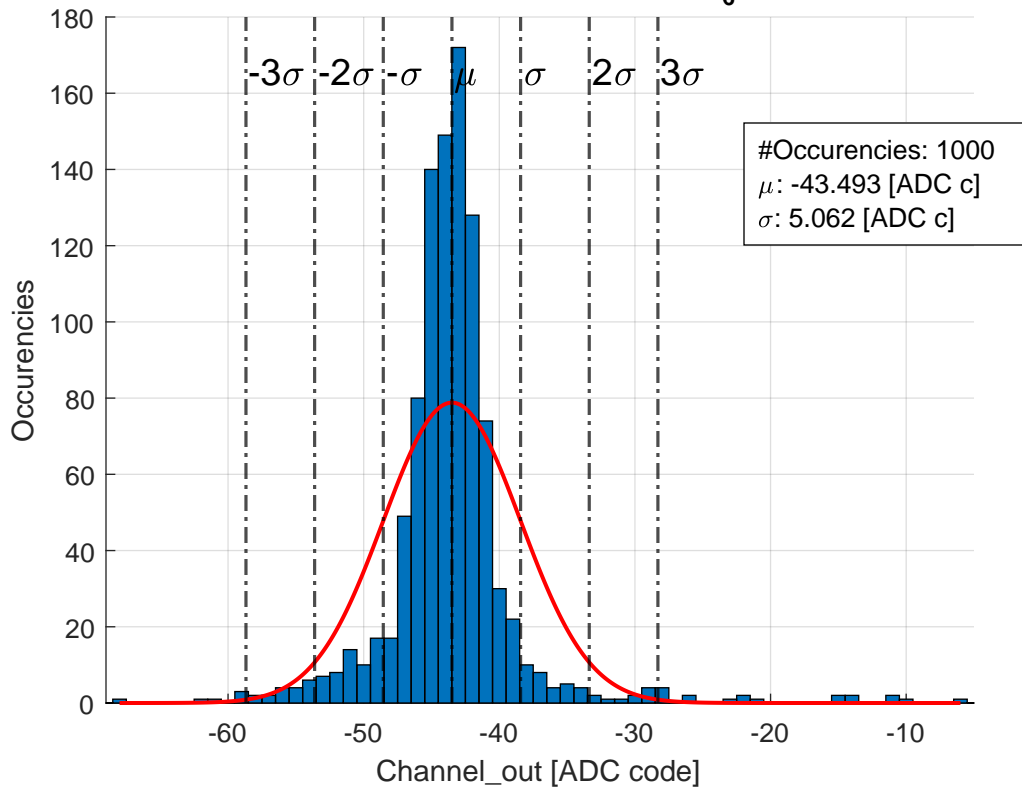 180
160
140
120
100
80
60
40
20
0
Occurencies
-3σ -2σ -σ μ σ 2σ 3σ
#Occurencies: 1000
μ: -43.493 [ADC c]
σ: 5.062 [ADC c]
-60 -50 -40 -30 -20 -10
Channel_out [ADC code]